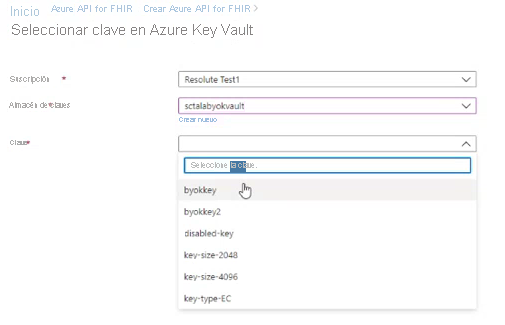 Inicio Azure API for FHIR Crear Azure API for FHIR >
Seleccionar clave en Azure Key Vault
Suscripción * Resolute Test1
Almacén de claves * sctalabyokvault
Crear nuevo
Clave * 
Seleccione la clave.
byokkey
byokkey2
disabled-key
key-size-2048
key-size-4096
key-type-EC